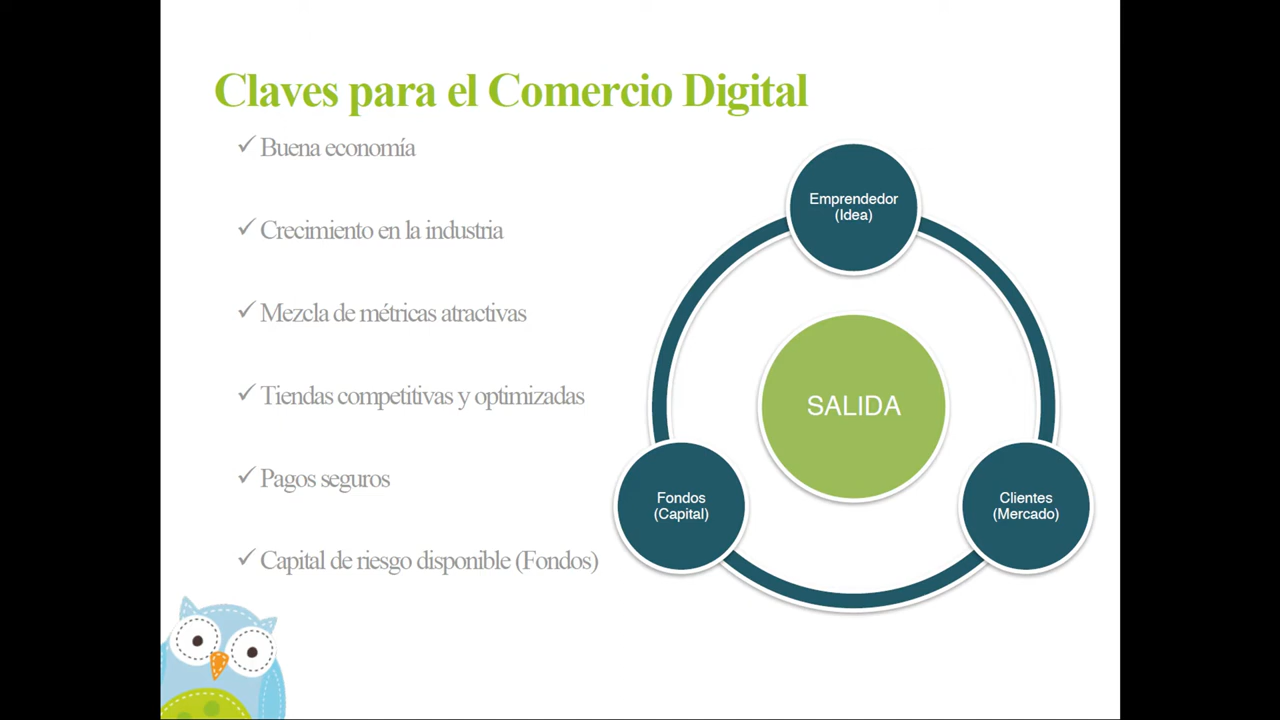 Claves para el Comercio Digital
✓ Buena economía
✓ Crecimiento en la industria
✓ Mezcla de métricas atractivas
✓ Tiendas competitivas y optimizadas
✓ Pagos seguros
✓ Capital de riesgo disponible (Fondos)
Emprendedor
(Idea)
SALIDA
Fondos
(Capital)
Clientes
(Mercado)